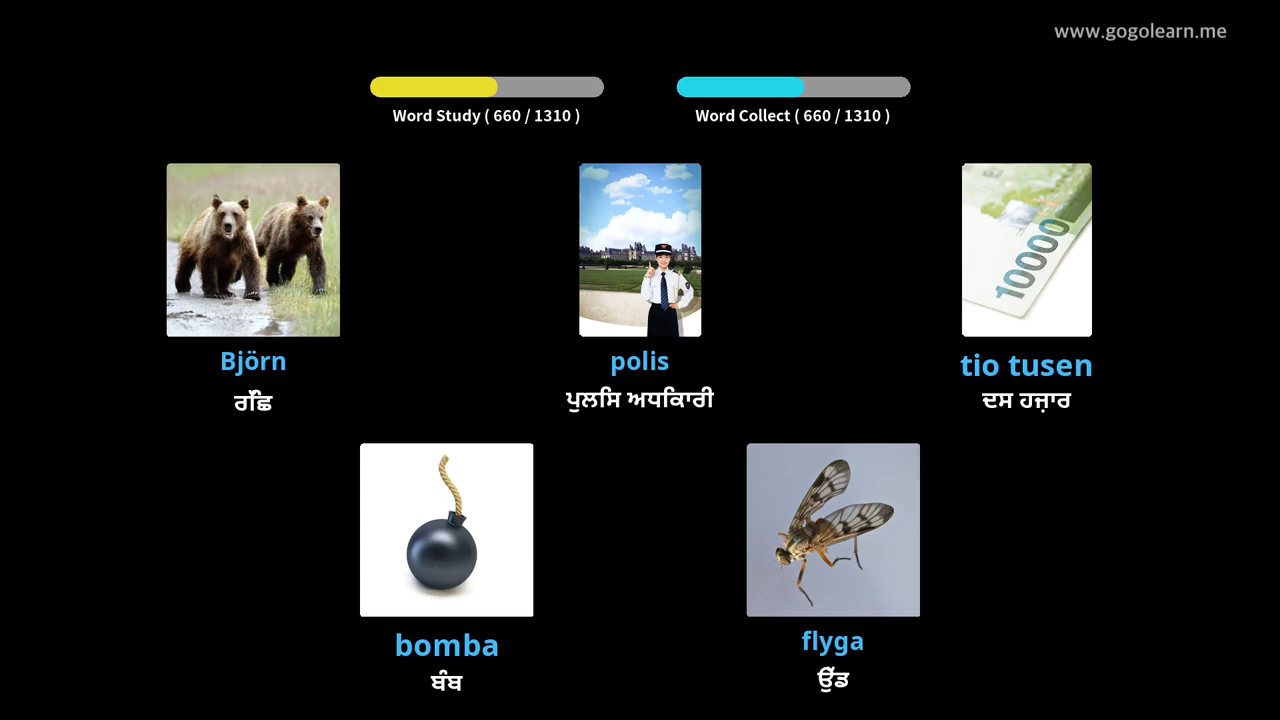 www.gogolearn.me
Word Study ( 660 / 1310 )
Word Collect ( 660 / 1310 )
10000
Björn
polis
tio tusen
ਰਿੱਛ
ਪੁਲਿਸ ਅਧਿਕਾਰੀ
ਦਸ ਹਜ਼ਾਰ
bomba
flyga
ਬੰਬ
ਉੱਡ